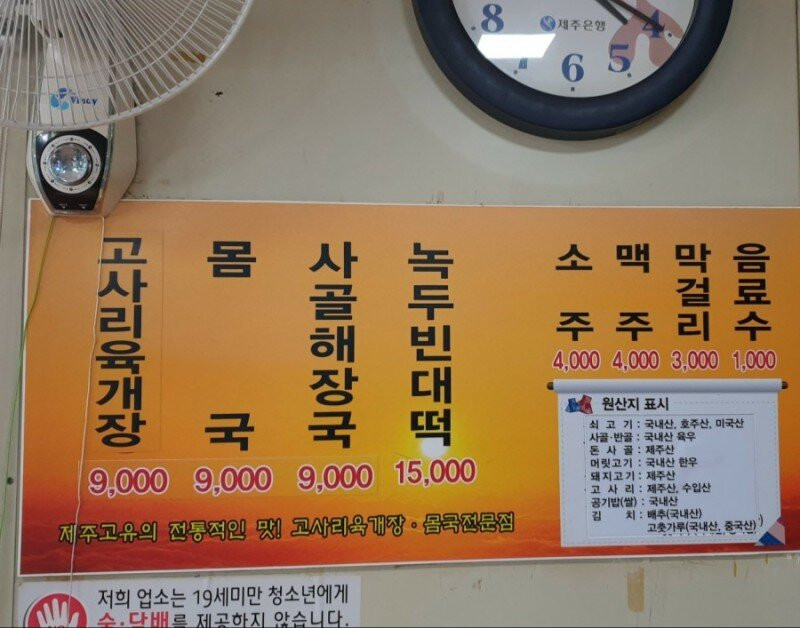 8
4
7
5
6
제주은행
고사리육개장
9,000
몸국
9,000
사골해장국
9,000
녹두빈대떡
15,000
소주
4,000
맥주
4,000
막걸리
3,000
음료수
1,000
원산지 표시
쇠고기 : 국내산, 호주산, 미국산
사골·반골 : 국내산 육우
돈사골 : 제주산
머릿고기 : 국내산 한우
돼지고기 : 제주산
고사리 : 제주산, 수입산
공기밥(쌀) : 국내산
김치 : 배추(국내산)
고춧가루(국내산, 중국산)
제주고유의 전통적인 맛! 고사리육개장·몸국전문점
저희 업소는 19세미만 청소년에게
술·담배를 제공하지 않습니다.